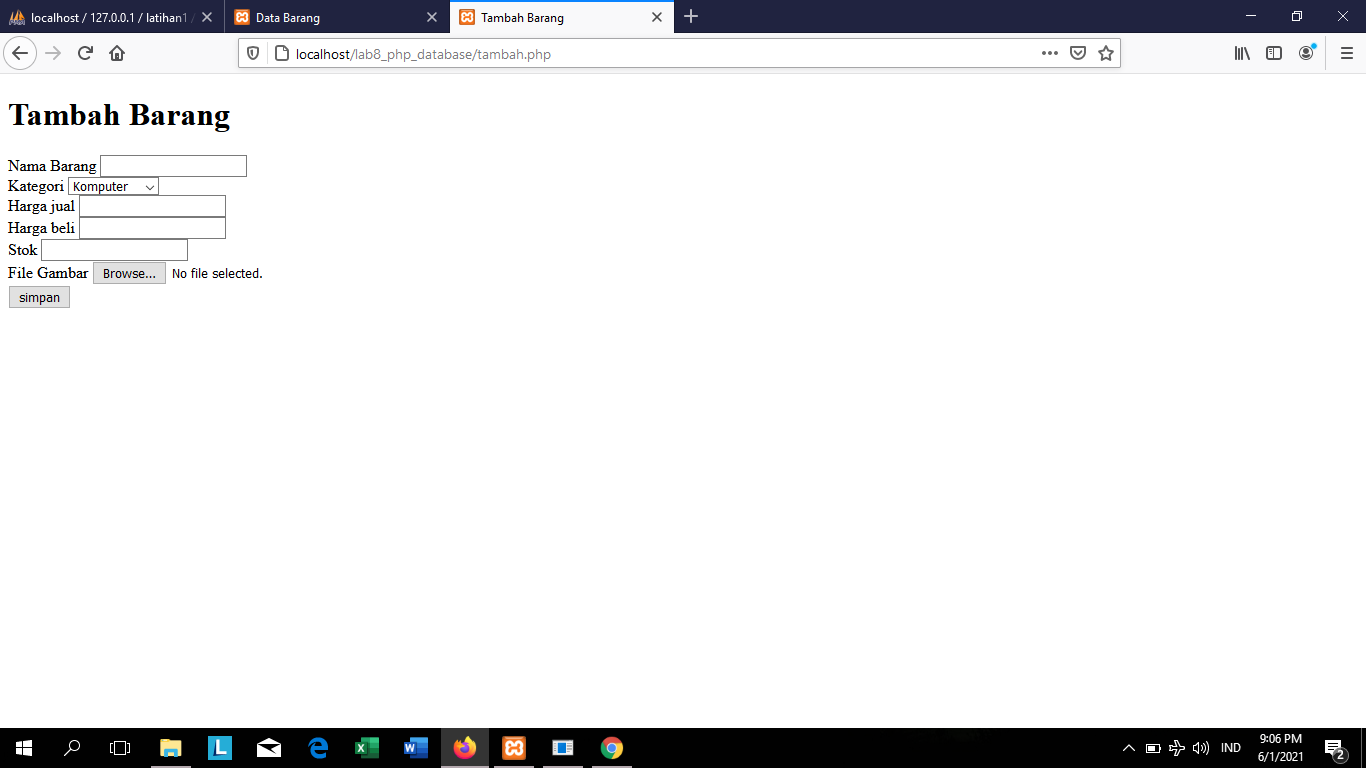 localhost / 127.0.0.1 / latihan1 /
Data Barang
Tambah Barang
localhost/lab8_php_database/tambah.php
Tambah Barang
Nama Barang
Kategori Komputer
Harga jual
Harga beli
Stok
File Gambar Browse... No file selected.
simpan
IND
9:06 PM
6/1/2021
2